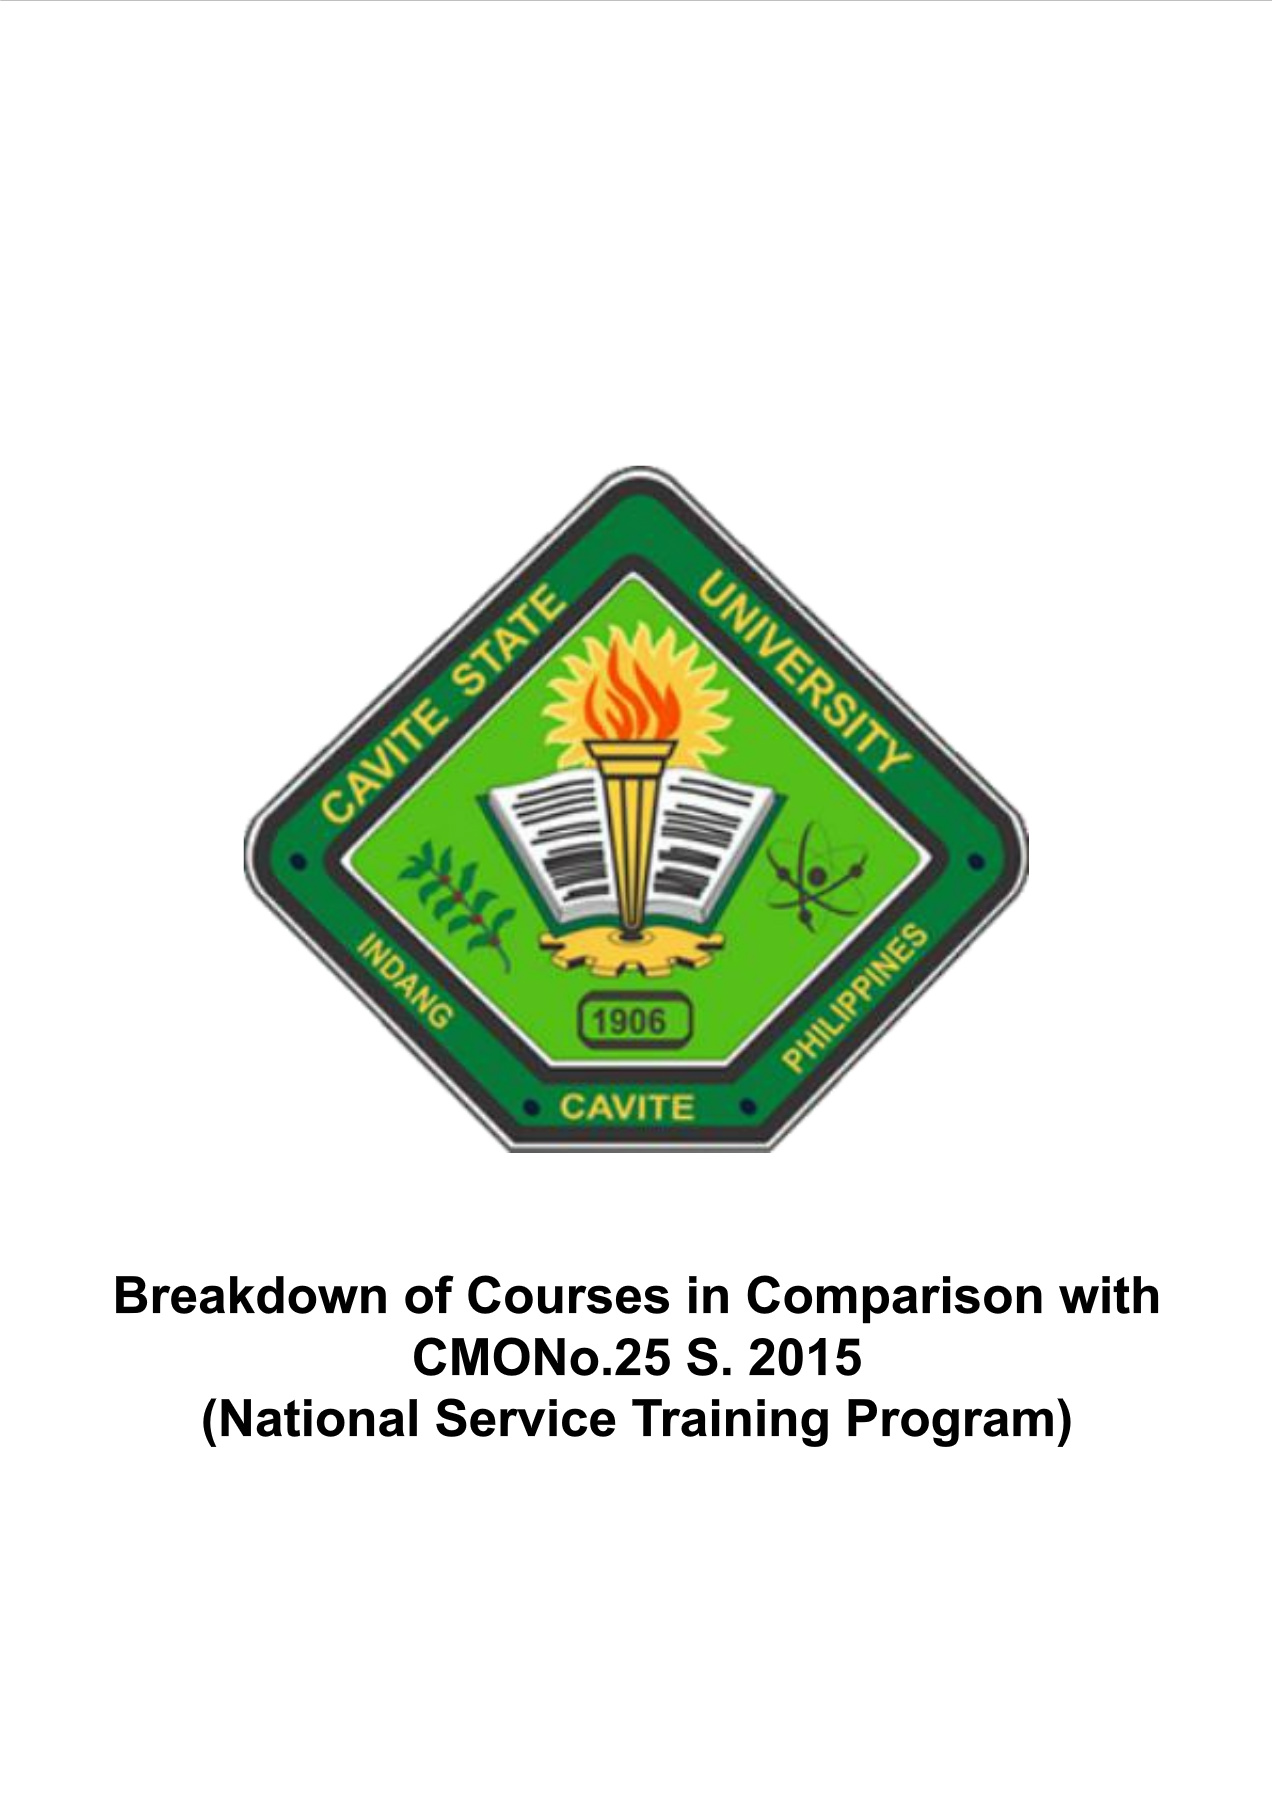 CAVITE STATE
UNIVERSITY
INDANG
PHILIPPINES
1906
CAVITE
Breakdown of Courses in Comparison with
CMONo.25 S. 2015
(National Service Training Program)